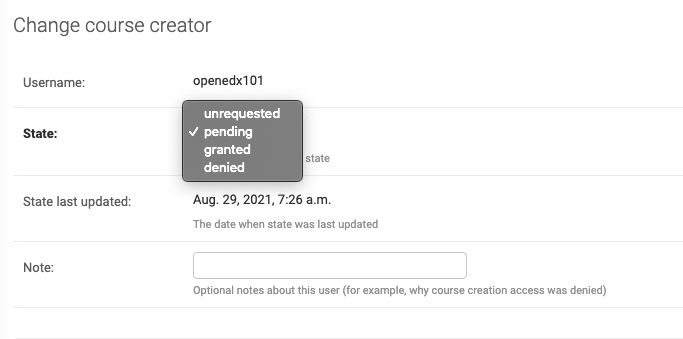 Change course creator
Username: openedx101
unrequested
State: ✓ pending
granted
state
denied
State last updated: Aug. 29, 2021, 7:26 a.m.
The date when state was last updated
Note:
Optional notes about this user (for example, why course creation access was denied)